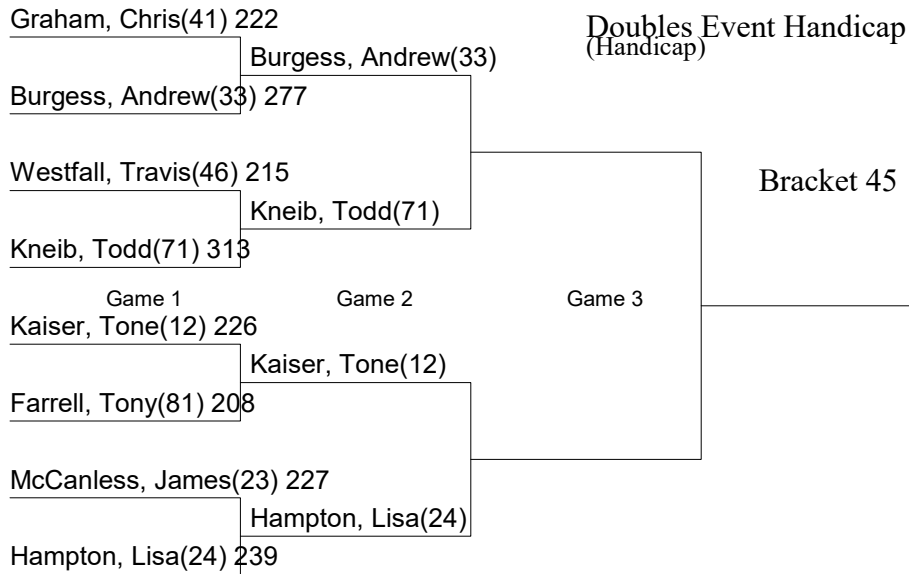 Graham, Chris(41) 222
Doubles Event Handicap
(Handicap)
Burgess, Andrew(33)
Burgess, Andrew(33) 277
Westfall, Travis(46) 215
Bracket 45
Kneib, Todd(71)
Kneib, Todd(71) 313
Game 1 Game 2 Game 3
Kaiser, Tone(12) 226
Kaiser, Tone(12)
Farrell, Tony(81) 208
McCanless, James(23) 227
Hampton, Lisa(24)
Hampton, Lisa(24) 239